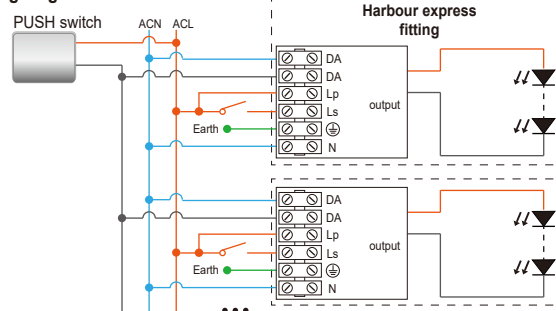 Harbour express
fitting
PUSH switch
ACN ACL
DA
DA
Lp
Ls
Earth
N
output
DA
DA
Lp
Ls
Earth
N
output